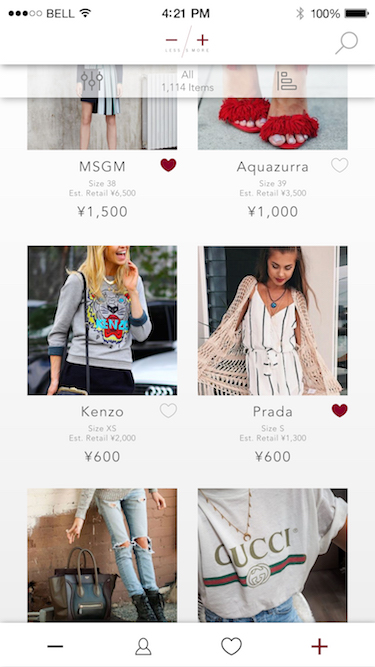 BELL
4:21 PM
100%
− / +
LESS IS MORE
All
1,114 Items
MSGM
Size 38
Est. Retail ¥6,500
¥1,500
Aquazurra
Size 39
Est. Retail ¥3,500
¥1,000
KENZO
Kenzo
Size XS
Est. Retail ¥2,000
¥600
Prada
Size S
Est. Retail ¥1,300
¥600
GUCCI